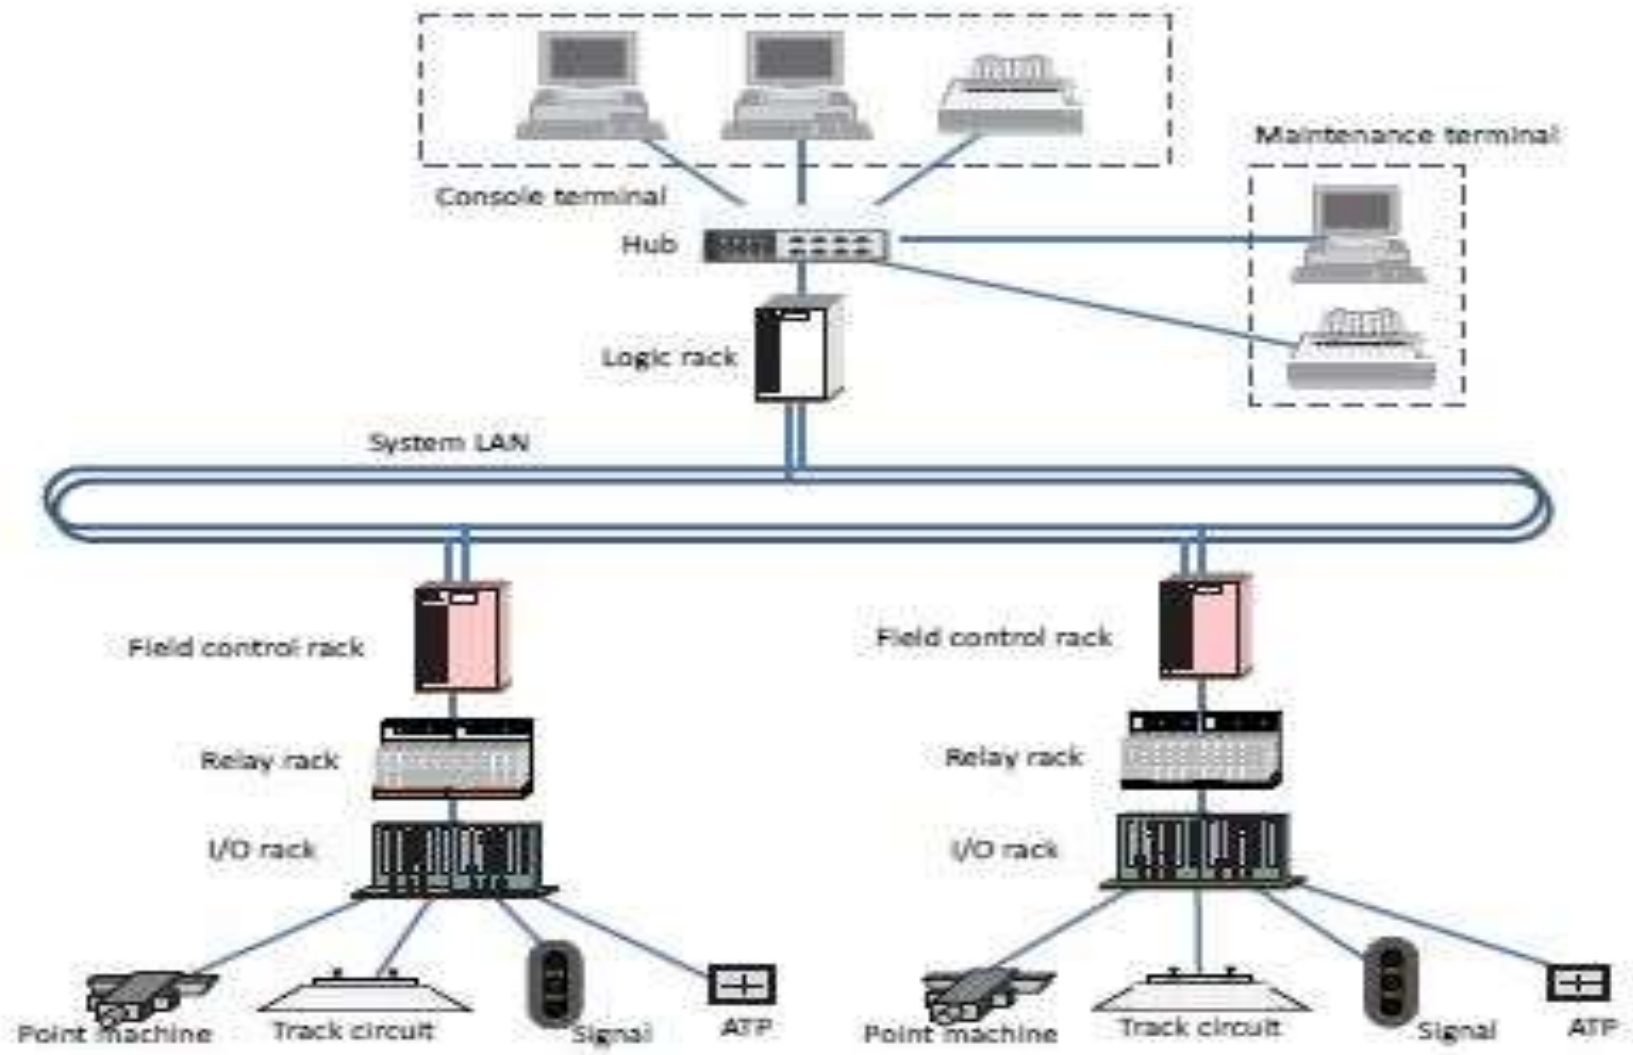 Maintenance terminal
Console terminal
Hub
Logic rack
System LAN
Field control rack
Field control rack
Relay rack
Relay rack
I/O rack
I/O rack
Point machine
Track circuit
Signal
ATP
Point machine
Track circuit
Signal
ATP